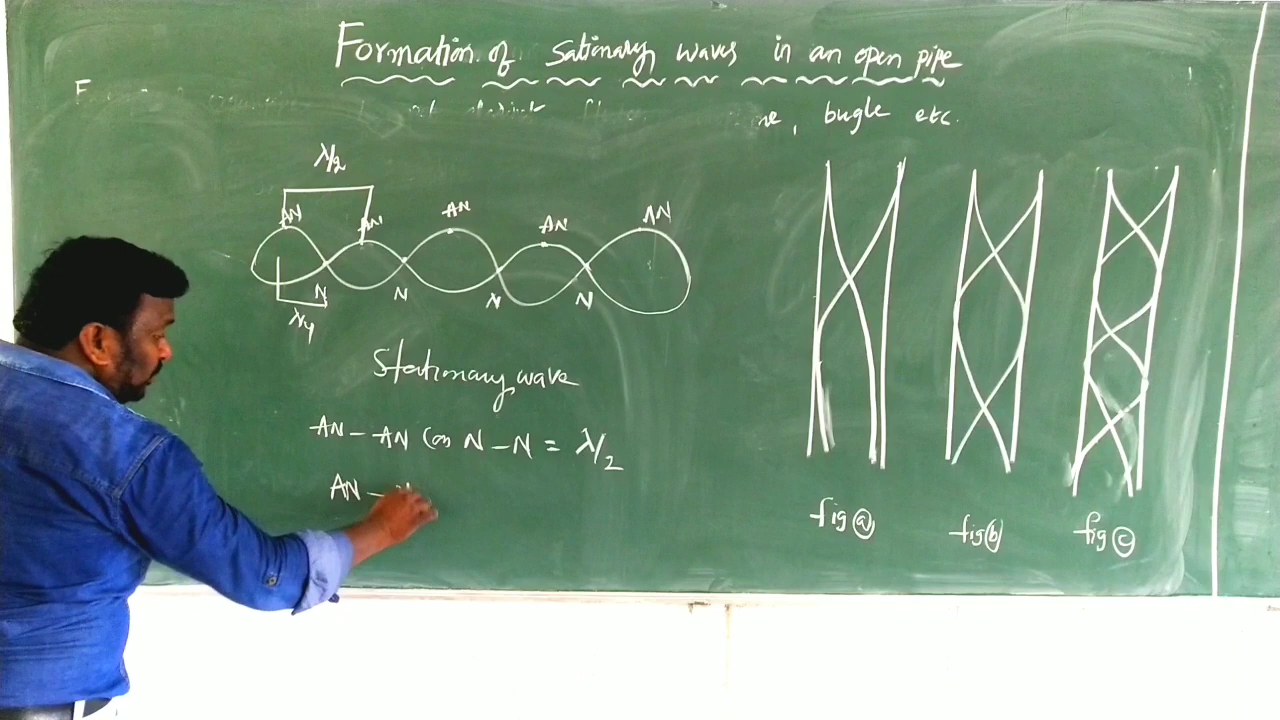 Formation of sationary waves in an open pipe
bugle etc.
λ/2
AN AN AN AN AN
N N N N
λ/4
Stationary wave
AN - AN (or) N - N = λ/2
AN -
fig (a) fig (b) fig (c)